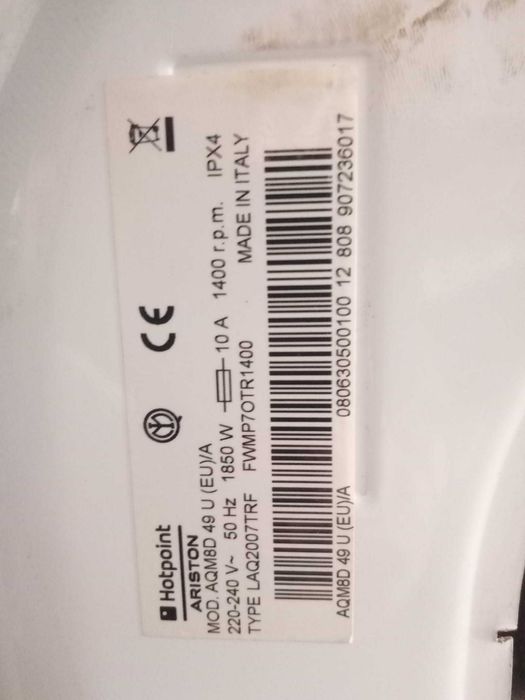 Hotpoint
ARISTON
MOD. AQM8D 49 U (EU)/A
220-240 V~ 50 Hz 1850 W 10 A 1400 r.p.m. IPX4
TYPE LAQ2007TRF FWMP7OTR1400 MADE IN ITALY
AQM8D 49 U (EU)/A 080630500100 12 808 907236017